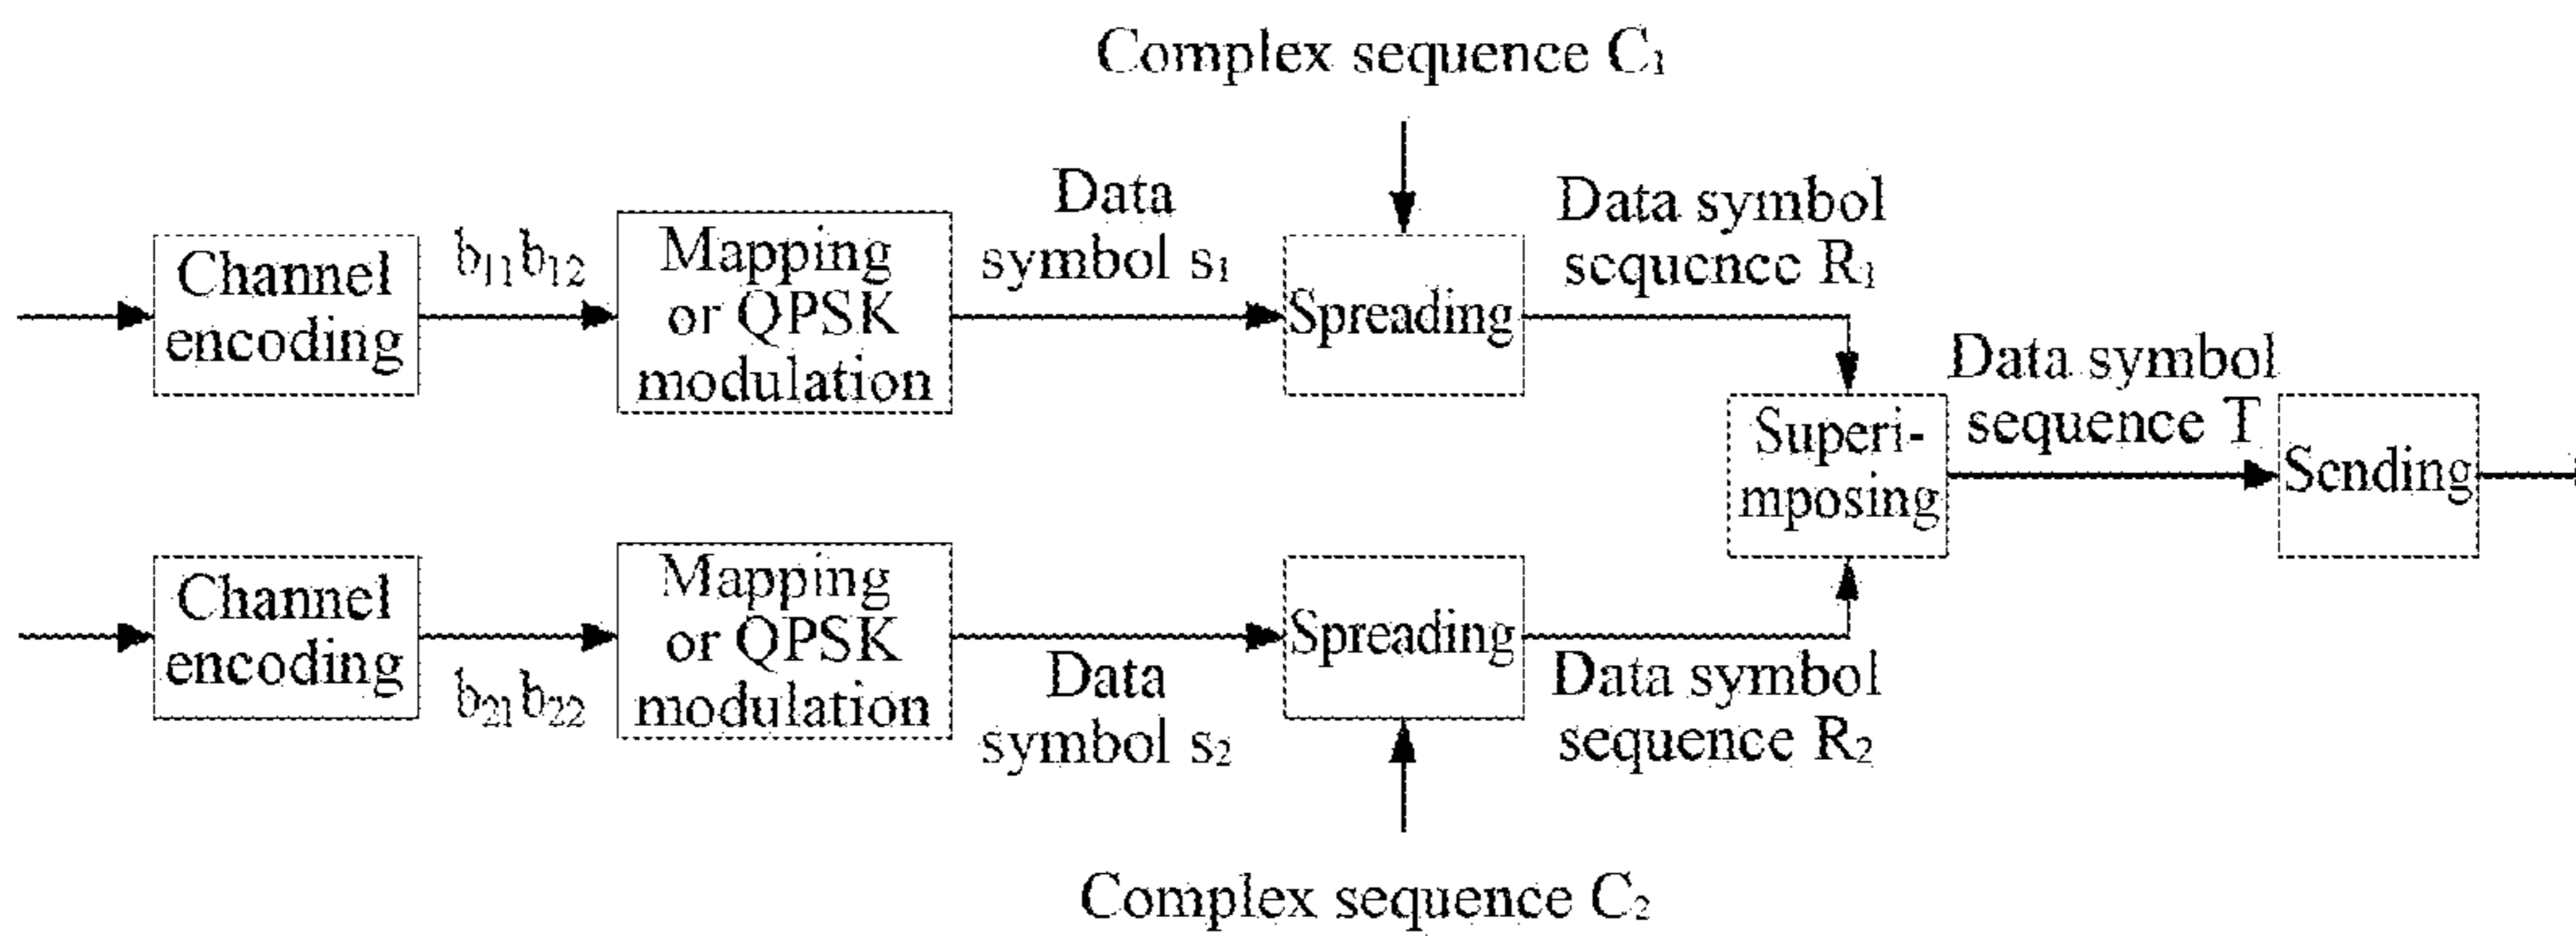 Complex sequence C₁
Channel
encoding
b₁₁b₁₂
Mapping
or QPSK
modulation
Data
symbol s₁
Spreading
Data symbol
sequence R₁
Superi-
mposing
Data symbol
sequence T
Sending
Channel
encoding
b₂₁b₂₂
Mapping
or QPSK
modulation
Data
symbol s₂
Spreading
Data symbol
sequence R₂
Complex sequence C₂